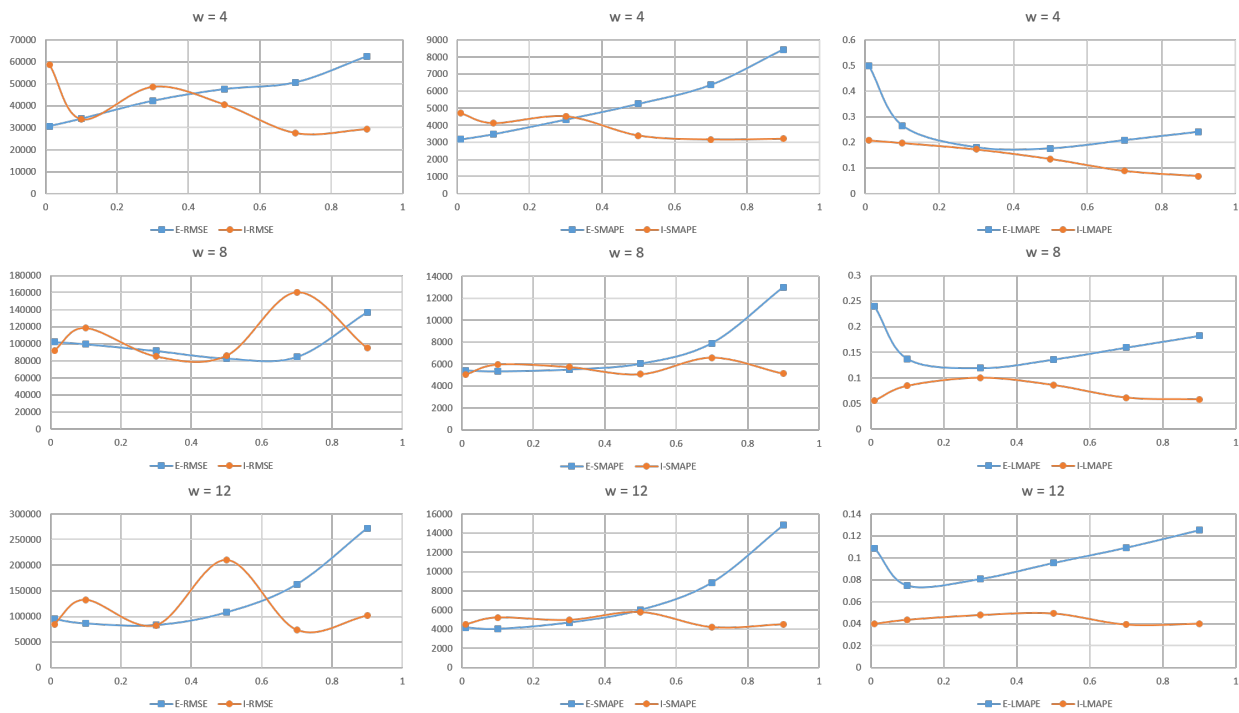 w = 4
70000
60000
50000
40000
30000
20000
10000
0
0 0.2 0.4 0.6 0.8 1
E-RMSE I-RMSE
w = 4
9000
8000
7000
6000
5000
4000
3000
2000
1000
0
0 0.2 0.4 0.6 0.8 1
E-SMAPE I-SMAPE
w = 4
0.6
0.5
0.4
0.3
0.2
0.1
0
0 0.2 0.4 0.6 0.8 1
E-LMAPE I-LMAPE
w = 8
180000
160000
140000
120000
100000
80000
60000
40000
20000
0
0 0.2 0.4 0.6 0.8 1
E-RMSE I-RMSE
w = 8
14000
12000
10000
8000
6000
4000
2000
0
0 0.2 0.4 0.6 0.8 1
E-SMAPE I-SMAPE
w = 8
0.3
0.25
0.2
0.15
0.1
0.05
0
0 0.2 0.4 0.6 0.8 1
E-LMAPE I-LMAPE
w = 12
300000
250000
200000
150000
100000
50000
0
0 0.2 0.4 0.6 0.8 1
E-RMSE I-RMSE
w = 12
16000
14000
12000
10000
8000
6000
4000
2000
0
0 0.2 0.4 0.6 0.8 1
E-SMAPE I-SMAPE
w = 12
0.14
0.12
0.1
0.08
0.06
0.04
0.02
0
0 0.2 0.4 0.6 0.8 1
E-LMAPE I-LMAPE